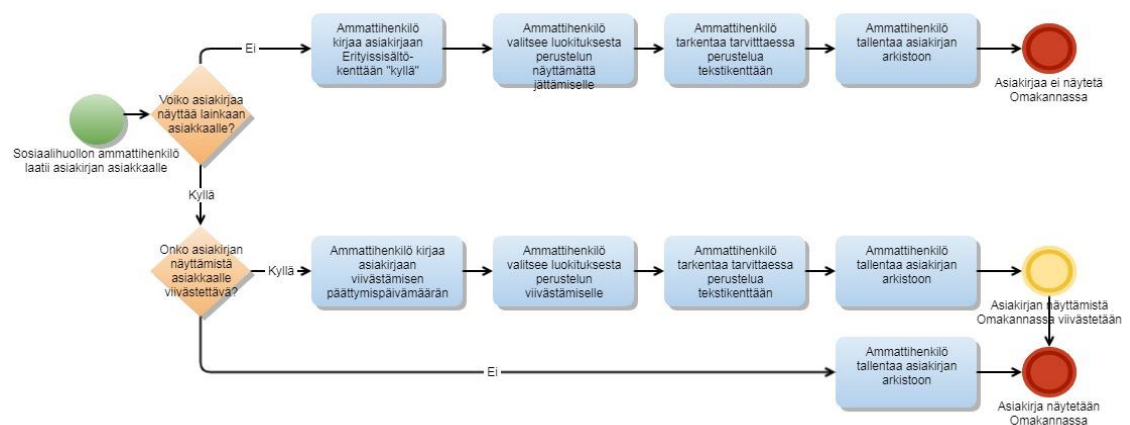 Ei
Ammattihenkilö
kirjaa asiakirjaan
Erityissisältö-
kenttään "kyllä"
Ammattihenkilö
valitsee luokituksesta
perustelun
näyttämättä
jättämiselle
Ammattihenkilö
tarkentaa tarvitttaessa
perustelua
tekstikenttään
Ammattihenkilö
tallentaa asiakirjan
arkistoon
Asiakirjaa ei näytetä
Omakannassa
Voiko asiakirjaa
näyttää lainkaan
asiakkaalle?
Sosiaalihuollon ammattihenkilö
laatii asiakirjan asiakkaalle
Kyllä
Onko asiakirjan
näyttämistä
asiakkaalle
viivästettävä?
Kyllä
Ammattihenkilö kirjaa
asiakirjaan
viivästämisen
päättymispäivämäärän
Ammattihenkilö
valitsee luokituksesta
perustelun
viivästämiselle
Ammattihenkilö
tarkentaa tarvittaessa
perustelua
tekstikenttään
Ammattihenkilö
tallentaa asiakirjan
arkistoon
Asiakirjan näyttämistä
Omakannassa viivästetään
Ei
Ammattihenkilö
tallentaa asiakirjan
arkistoon
Asiakirja näytetään
Omakannassa